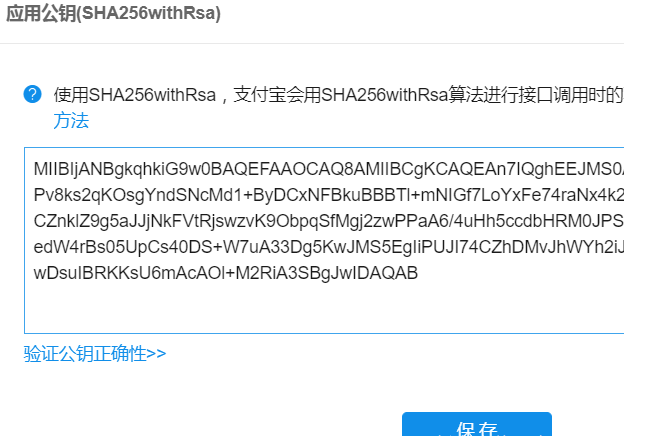 应用公钥(SHA256withRsa)
使用SHA256withRsa，支付宝会用SHA256withRsa算法进行接口调用时的
方法
MIIBIjANBgkqhkiG9w0BAQEFAAOCAQ8AMIIBCgKCAQEAn7IQghEEJMS0A
Pv8ks2qKOsgYndSNcMd1+ByDCxNFBkuBBBTl+mNIGf7LoYxFe74raNx4k2
CZnklZ9g5aJJjNkFVtRjswzvK9ObpqSfMgj2zwPPaA6/4uHh5ccdbHRM0JPS
edW4rBs05UpCs40DS+W7uA33Dg5KwJMS5EgIiPUJI74CZhDMvJhWYh2iJ
wDsuIBRKKsU6mAcAOl+M2RiA3SBgJwIDAQAB
验证公钥正确性>>
保存